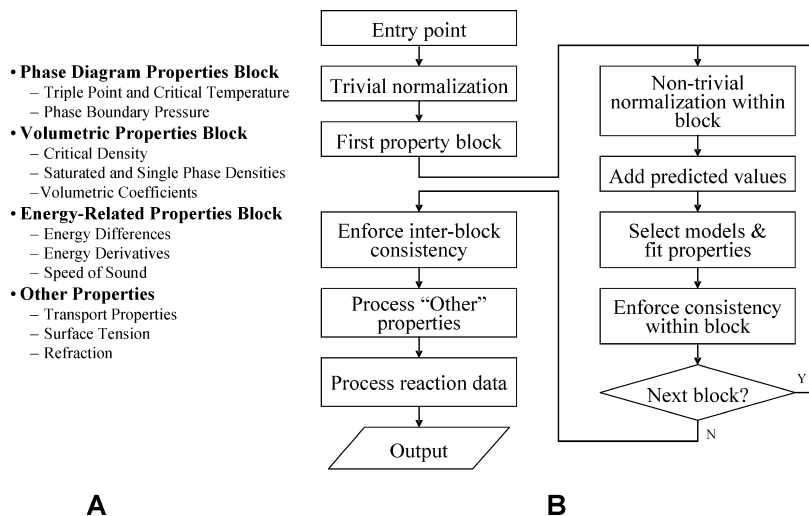 • Phase Diagram Properties Block
– Triple Point and Critical Temperature
– Phase Boundary Pressure
• Volumetric Properties Block
– Critical Density
– Saturated and Single Phase Densities
–Volumetric Coefficients
• Energy-Related Properties Block
– Energy Differences
– Energy Derivatives
– Speed of Sound
• Other Properties
– Transport Properties
– Surface Tension
– Refraction
A
Entry point
Trivial normalization
First property block
Enforce inter-block
consistency
Process “Other”
properties
Process reaction data
Output
Non-trivial
normalization within
block
Add predicted values
Select models &
fit properties
Enforce consistency
within block
Next block?
Y
N
B